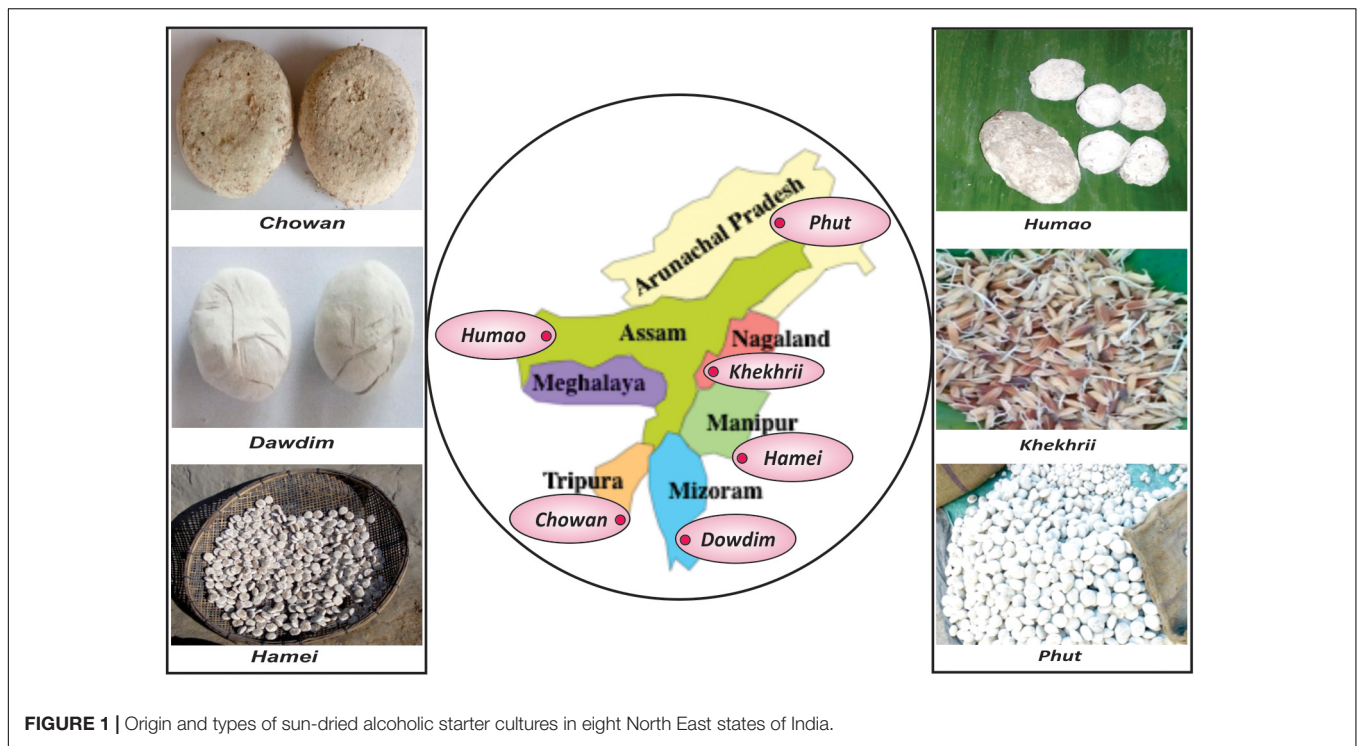 Chowan
Dawdim
Hamei
Arunachal Pradesh
Phut
Humao
Assam
Nagaland
Khekhrii
Meghalaya
Manipur
Hamei
Tripura
Mizoram
Chowan
Dowdim
Humao
Khekhrii
Phut
FIGURE 1 | Origin and types of sun-dried alcoholic starter cultures in eight North East states of India.